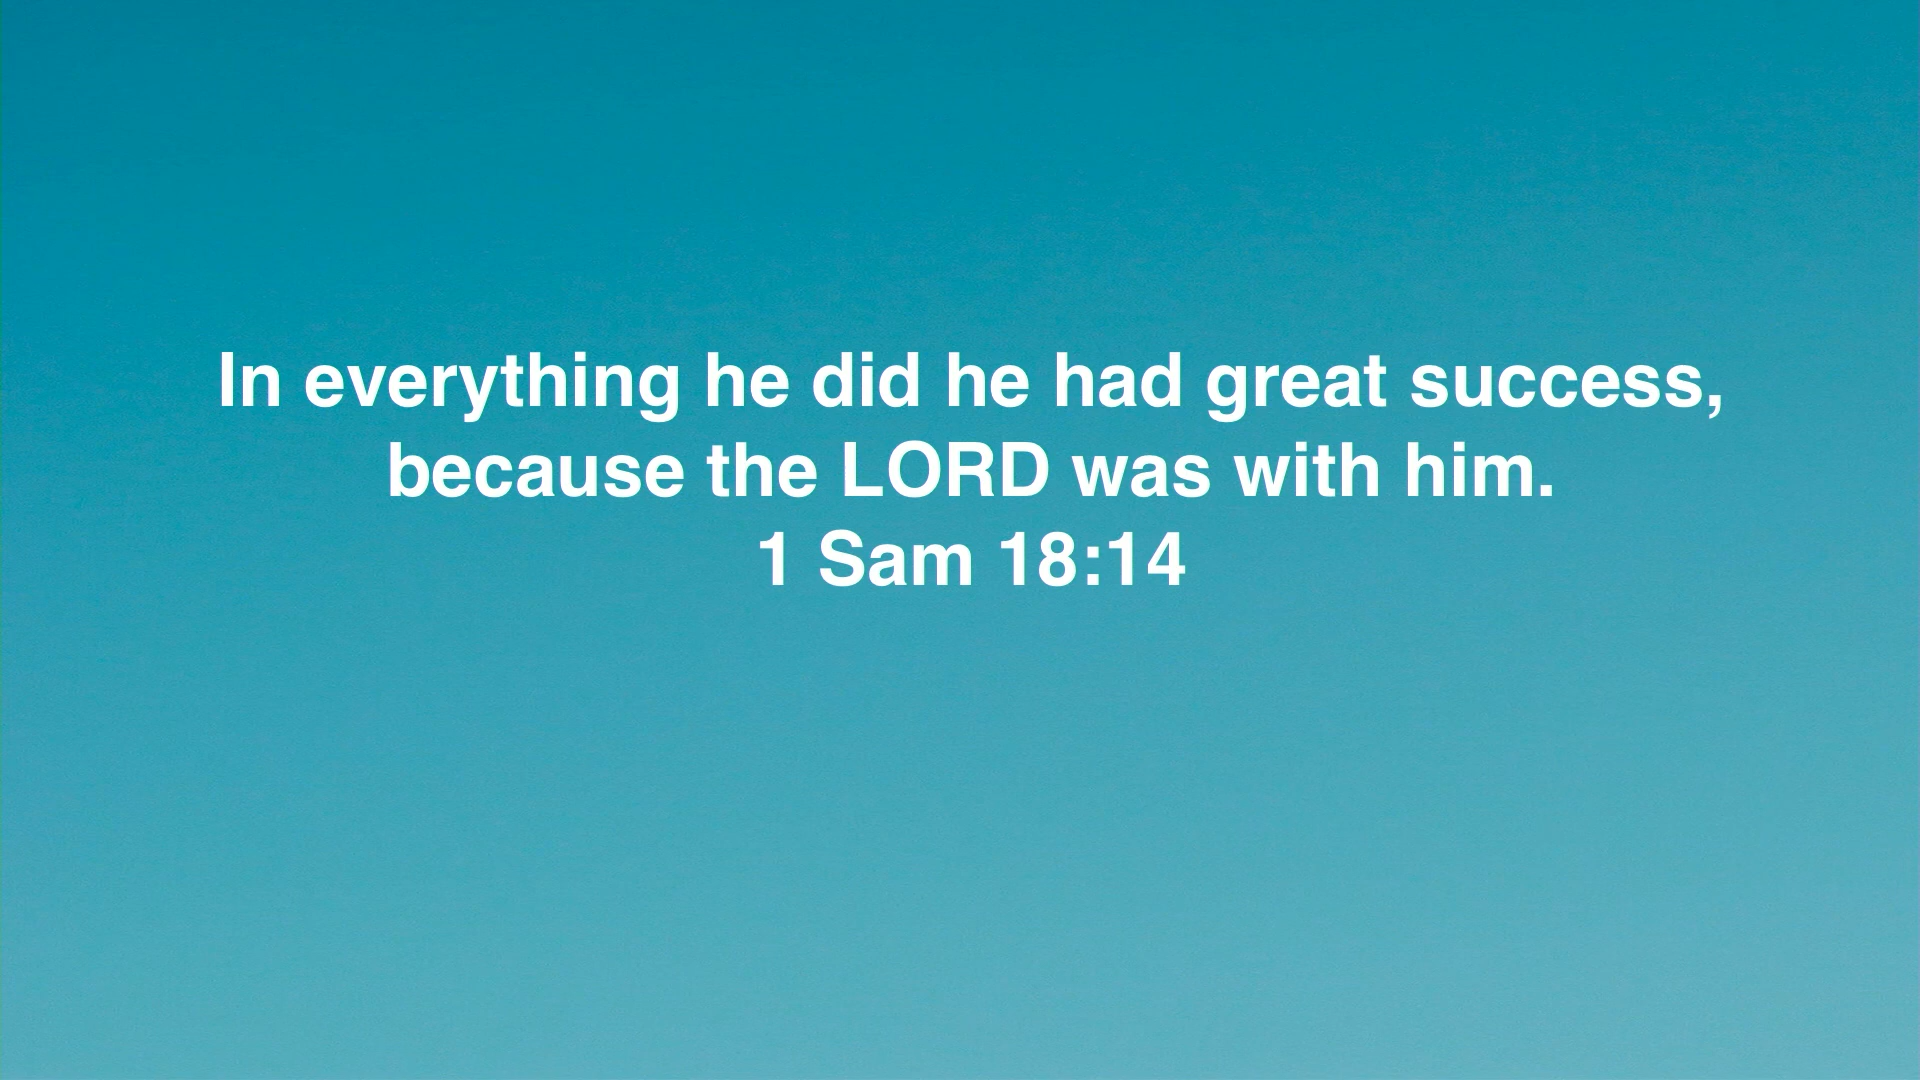 In everything he did he had great success,
because the LORD was with him.
1 Sam 18:14